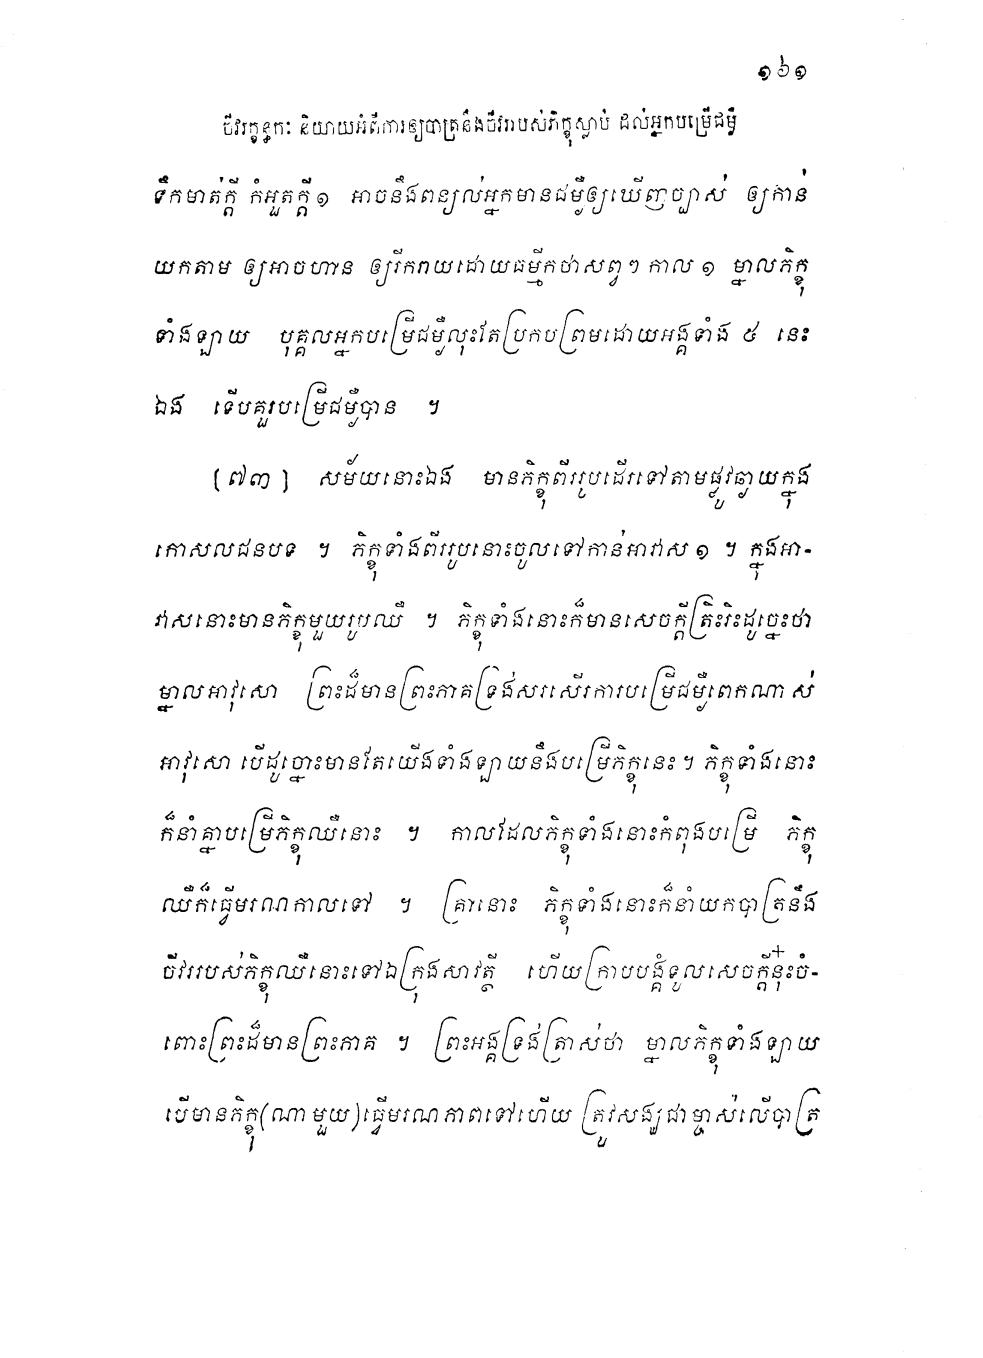 ១៦១
ចីវរក្ខន្ធកៈ និយាយអំពីការឲ្យបាត្រនឹងចីវររបស់ភិក្ខុស្លាប់ ដល់អ្នកបម្រើជម្ងឺ
ទឹកមាត់ក្តី កំអួតក្តី ១ អាចនឹងពន្យល់អ្នកមានជម្ងឺឲ្យឃើញច្បាស់ ឲ្យកាន់
យកតាម ឲ្យអាចហាន ឲ្យរីករាយដោយធម្មីកថាសព្វៗ កាល ១ ម្នាលភិក្ខុ
ទាំងឡាយ បុគ្គលអ្នកបម្រើជម្ងឺលុះតែប្រកបព្រមដោយអង្គទាំង ៥ នេះ
ឯង ទើបគួរបម្រើជម្ងឺបាន ។
[៧៣] សម័យនោះឯង មានភិក្ខុពីររូបដើរទៅតាមផ្លូវឆ្ងាយក្នុង
កោសលជនបទ ។ ភិក្ខុទាំងពីររូបនោះចូលទៅកាន់អាវាស ១ ។ ក្នុងអា-
វាសនោះមានភិក្ខុមួយរូបឈឺ ។ ភិក្ខុទាំងនោះក៏មានសេចក្តីត្រិះរិះដូច្នេះថា
ម្នាលអាវុសោ ព្រះដ៏មានព្រះភាគទ្រង់សរសើរការបម្រើជម្ងឺពេកណាស់
អាវុសោ បើដូច្នោះមានតែយើងទាំងឡាយនឹងបម្រើភិក្ខុនេះ ។ ភិក្ខុទាំងនោះ
ក៏នាំគ្នាបម្រើភិក្ខុឈឺនោះ ។ កាលដែលភិក្ខុទាំងនោះកំពុងបម្រើ ភិក្ខុ
ឈឺក៏ធ្វើមរណកាលទៅ ។ គ្រានោះ ភិក្ខុទាំងនោះក៏នាំយកបាត្រនឹង
ចីវររបស់ភិក្ខុឈឺនោះទៅឯក្រុងសាវត្ថី ហើយក្រាបបង្គំទូលសេចក្តីនុ៎ះចំ-
ពោះព្រះដ៏មានព្រះភាគ ។ ព្រះអង្គទ្រង់ត្រាស់ថា ម្នាលភិក្ខុទាំងឡាយ
បើមានភិក្ខុ(ណាមួយ)ធ្វើមរណភាពទៅហើយ ត្រូវសង្ឃជាម្ចាស់លើបាត្រ